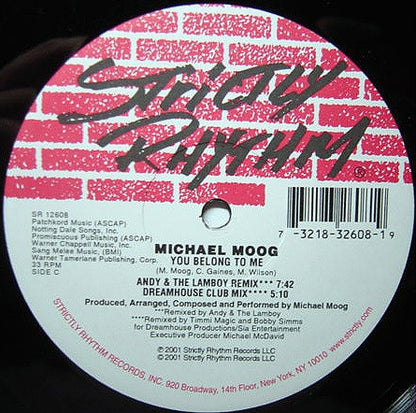 STRICTLY
RHYTHM
®
SR 12608
Patchkord Music (ASCAP)
Notting Dale Songs, Inc.
Promiscuous Publishing (ASCAP)
Warner Chappell Music, Inc.
Sang Melee Music, (BMI)
Warner Tamerlane Publishing Corp.
33 RPM
SIDE C
7 -3218-32608-1 9
MICHAEL MOOG
YOU BELONG TO ME
(M. Moog, C. Gaines, M. Wilson)
ANDY & THE LAMBOY REMIX*** 7:42
DREAMHOUSE CLUB MIX**** 5:10
Produced, Arranged, Composed and Performed by Michael Moog
***Remixed by Andy & The Lamboy
****Remixed by Timmi Magic and Bobby Simms
for Dreamhouse Productions/Sia Entertainment
Executive Producer Michael McDavid
℗ 2001 Strictly Rhythm Records LLC
© 2001 Strictly Rhythm Records LLC
STRICTLY RHYTHM RECORDS, INC. 920 Broadway, 14th Floor, New York, NY 10010 www.strictly.com